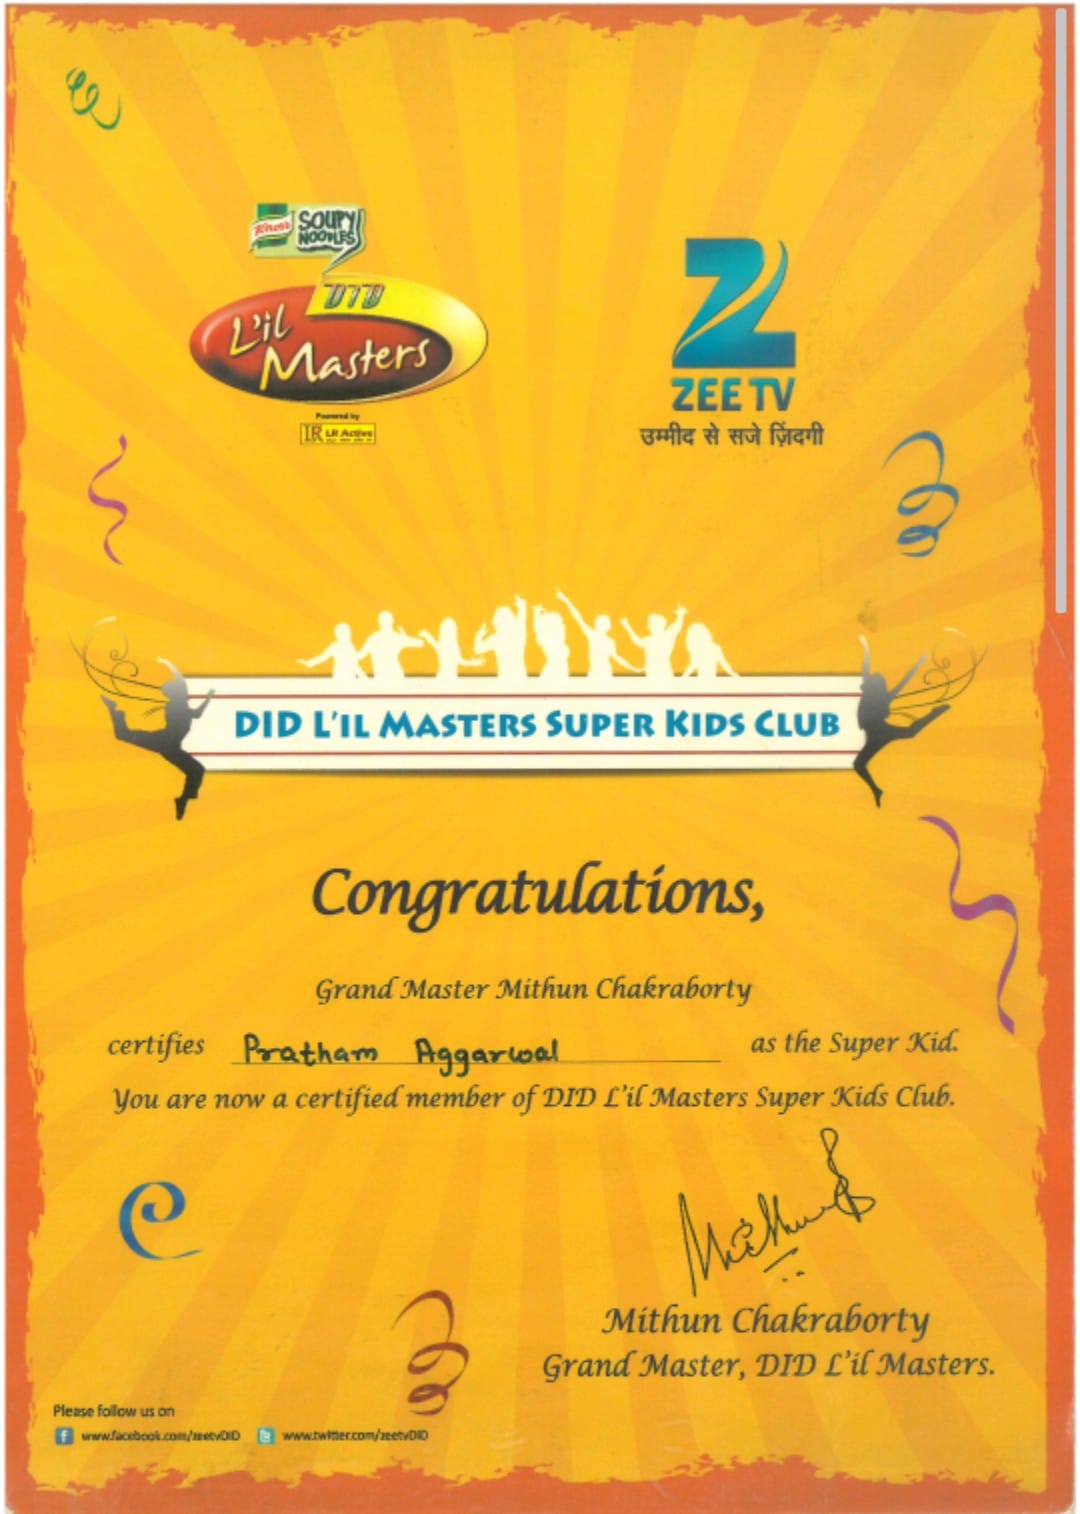 Knorr SOUPY NOODLES
DID
L'il Masters
Powered by
LR LR Active
ZEE TV
उम्मीद से सजे ज़िंदगी
DID L'IL MASTERS SUPER KIDS CLUB
Congratulations,
Grand Master Mithun Chakraborty
certifies Pratham Aggarwal as the Super Kid.
You are now a certified member of DID L'il Masters Super Kids Club.
Mithun
Mithun Chakraborty
Grand Master, DID L'il Masters.
Please follow us on
www.facebook.com/zeetvDID www.twitter.com/zeetvDID